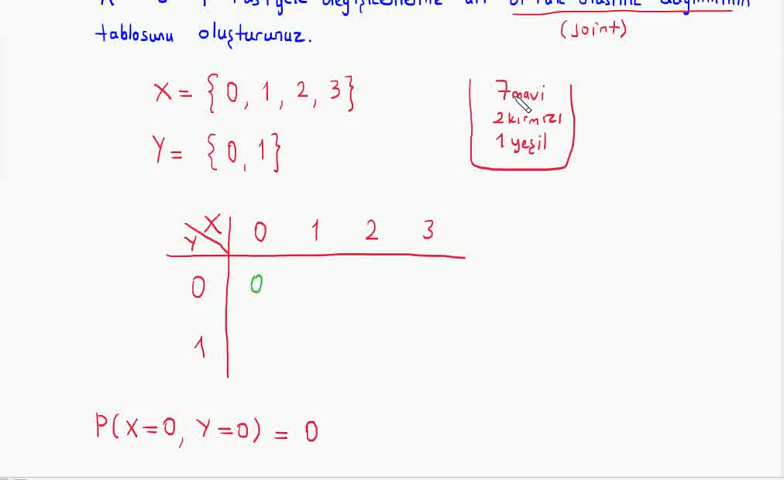 tablosunu oluşturunuz.
(Joint)
X = {0, 1, 2, 3}
Y = {0, 1}
7 mavi
2 kırmızı
1 yeşil
Y X 0 1 2 3
0 0
1
P(X=0, Y=0) = 0